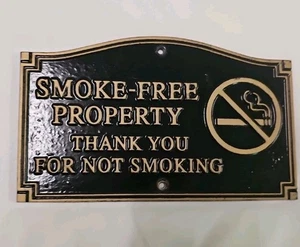 SMOKE-FREE
PROPERTY
THANK YOU
FOR NOT SMOKING